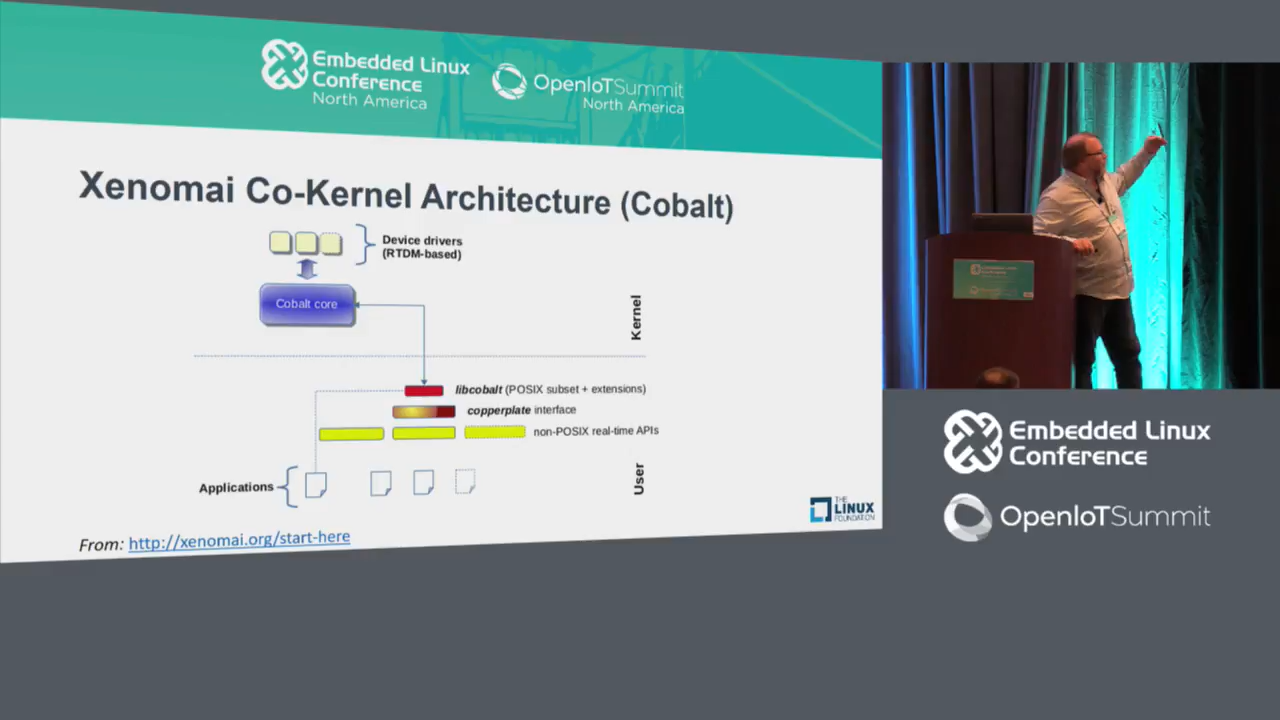 Embedded Linux
Conference
North America
OpenIoTSummit
North America
Xenomai Co-Kernel Architecture (Cobalt)
Device drivers
(RTDM-based)
Cobalt core
Kernel
libcobalt (POSIX subset + extensions)
copperplate interface
non-POSIX real-time APIs
User
Applications
THE
LINUX
FOUNDATION
From: http://xenomai.org/start-here
Embedded Linux
Conference
OpenIoTSummit